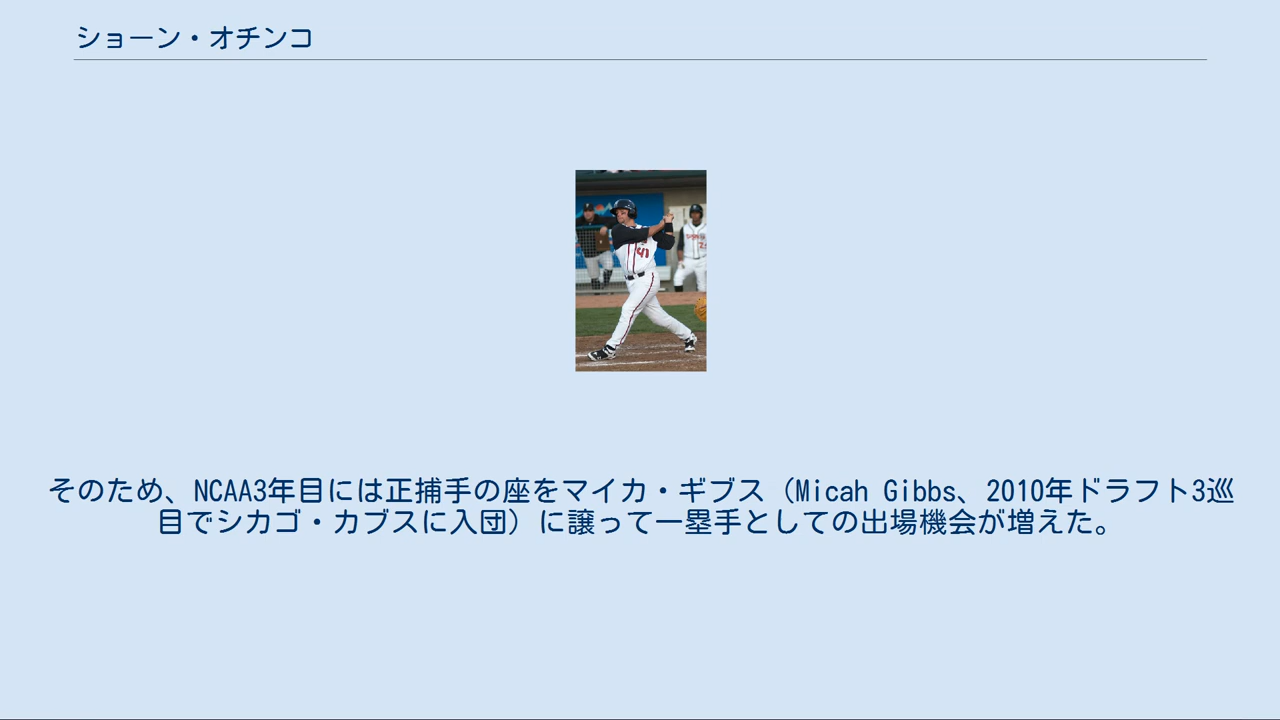 ショーン・オチンコ
そのため、NCAA3年目には正捕手の座をマイカ・ギブス（Micah Gibbs、2010年ドラフト3巡
目でシカゴ・カブスに入団）に譲って一塁手としての出場機会が増えた。